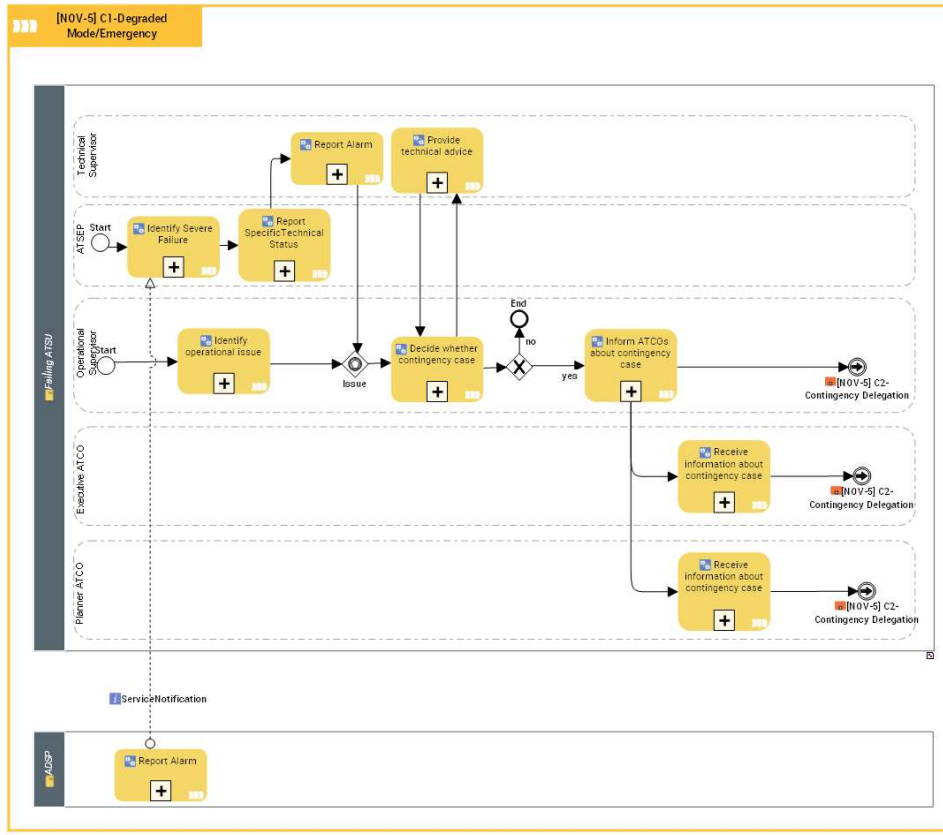 [NOV-5] C1-Degraded
Mode/Emergency
Failing ATSU
Technical
Supervisor
Report Alarm
Provide
technical advice
ATSEP
Start
Identify Severe
Failure
Report
SpecificTechnical
Status
Operational
Supervisor
Start
Identify
operational issue
Issue
Decide whether
contingency case
End
no
yes
Inform ATCOs
about contingency
case
[NOV-5] C2-
Contingency Delegation
Executive ATCO
Receive
information about
contingency case
[NOV-5] C2-
Contingency Delegation
Planner ATCO
Receive
information about
contingency case
[NOV-5] C2-
Contingency Delegation
ServiceNotification
ADSP
Report Alarm